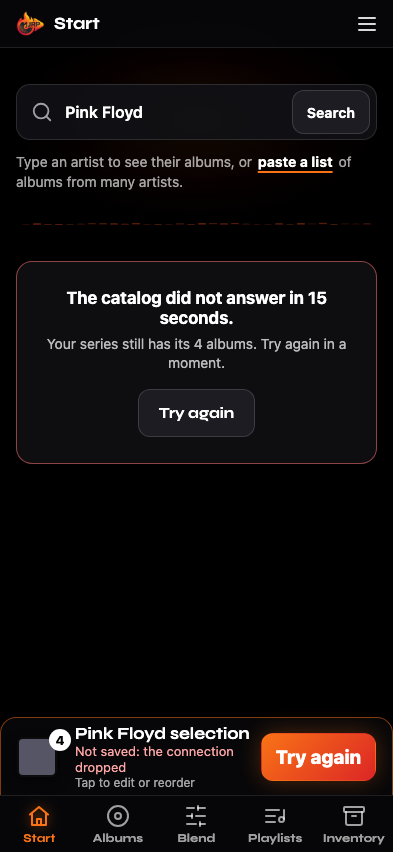 Start
Pink Floyd
Search
Type an artist to see their albums, or paste a list of
albums from many artists.
The catalog did not answer in 15
seconds.
Your series still has its 4 albums. Try again in a
moment.
Try again
4
Pink Floyd selection
Not saved: the connection
dropped
Tap to edit or reorder
Try again
Start
Albums
Blend
Playlists
Inventory